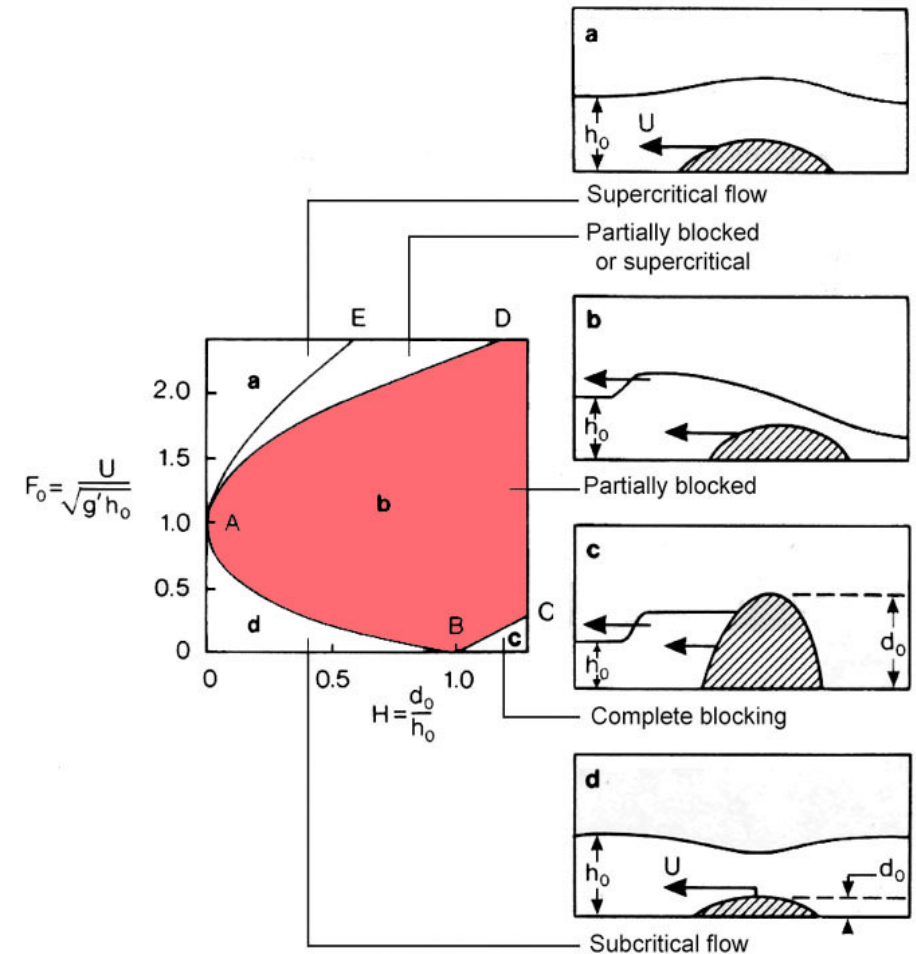 a
h₀
U
Supercritical flow
Partially blocked
or supercritical
E
D
b
h₀
a
2.0
1.5
F₀ = U / √g′h₀
1.0
A
b
Partially blocked
c
d₀
h₀
0.5
B
C
d
c
0
0
0.5
1.0
H = d₀ / h₀
Complete blocking
d
h₀
U
d₀
Subcritical flow